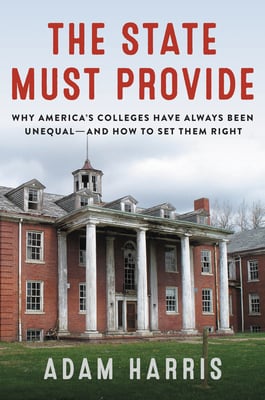 THE STATE
MUST PROVIDE
WHY AMERICA'S COLLEGES HAVE ALWAYS BEEN
UNEQUAL—AND HOW TO SET THEM RIGHT
ADAM HARRIS